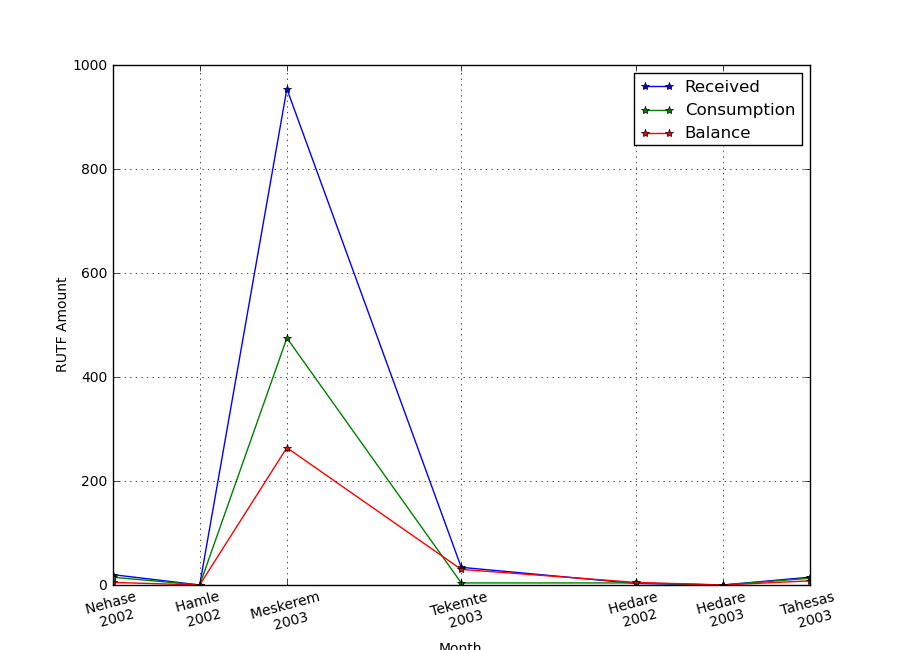 1000
Received
Consumption
Balance
800
600
RUTF Amount
400
200
0
Nehase
2002
Hamle
2002
Meskerem
2003
Tekemte
2003
Hedare
2002
Hedare
2003
Tahesas
2003
Month